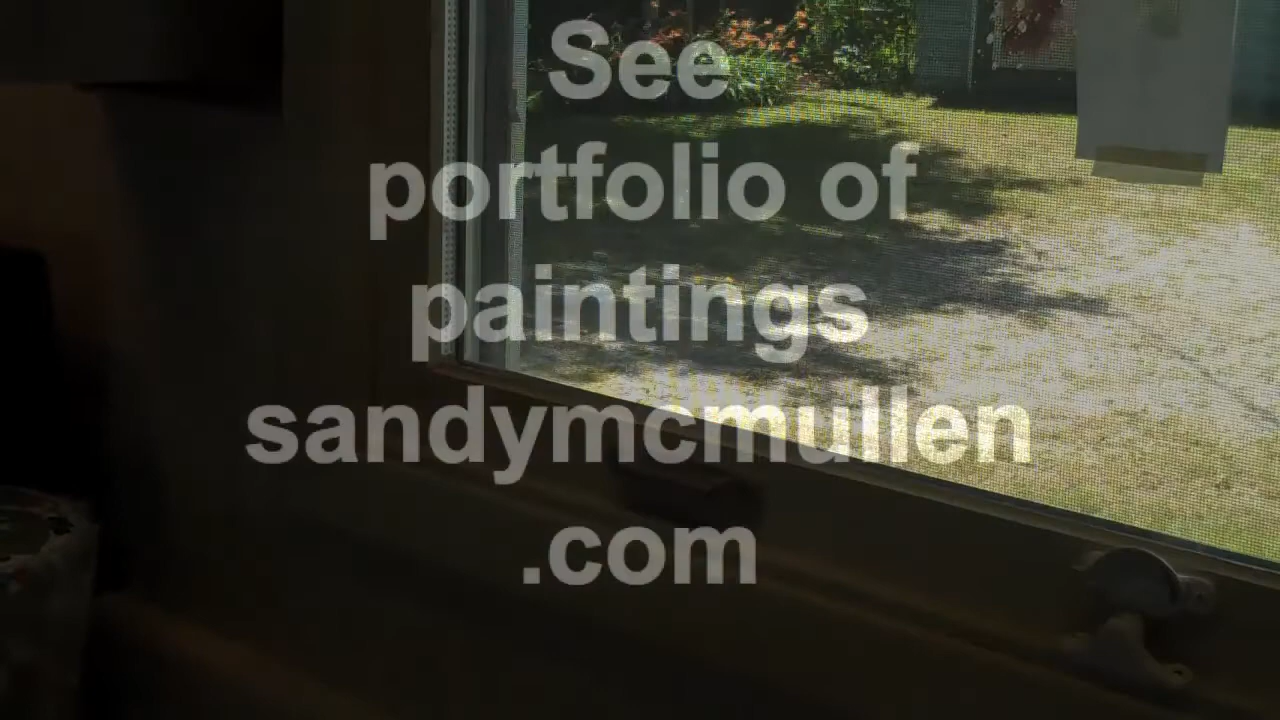 See
portfolio of
paintings
sandymcmullen
.com